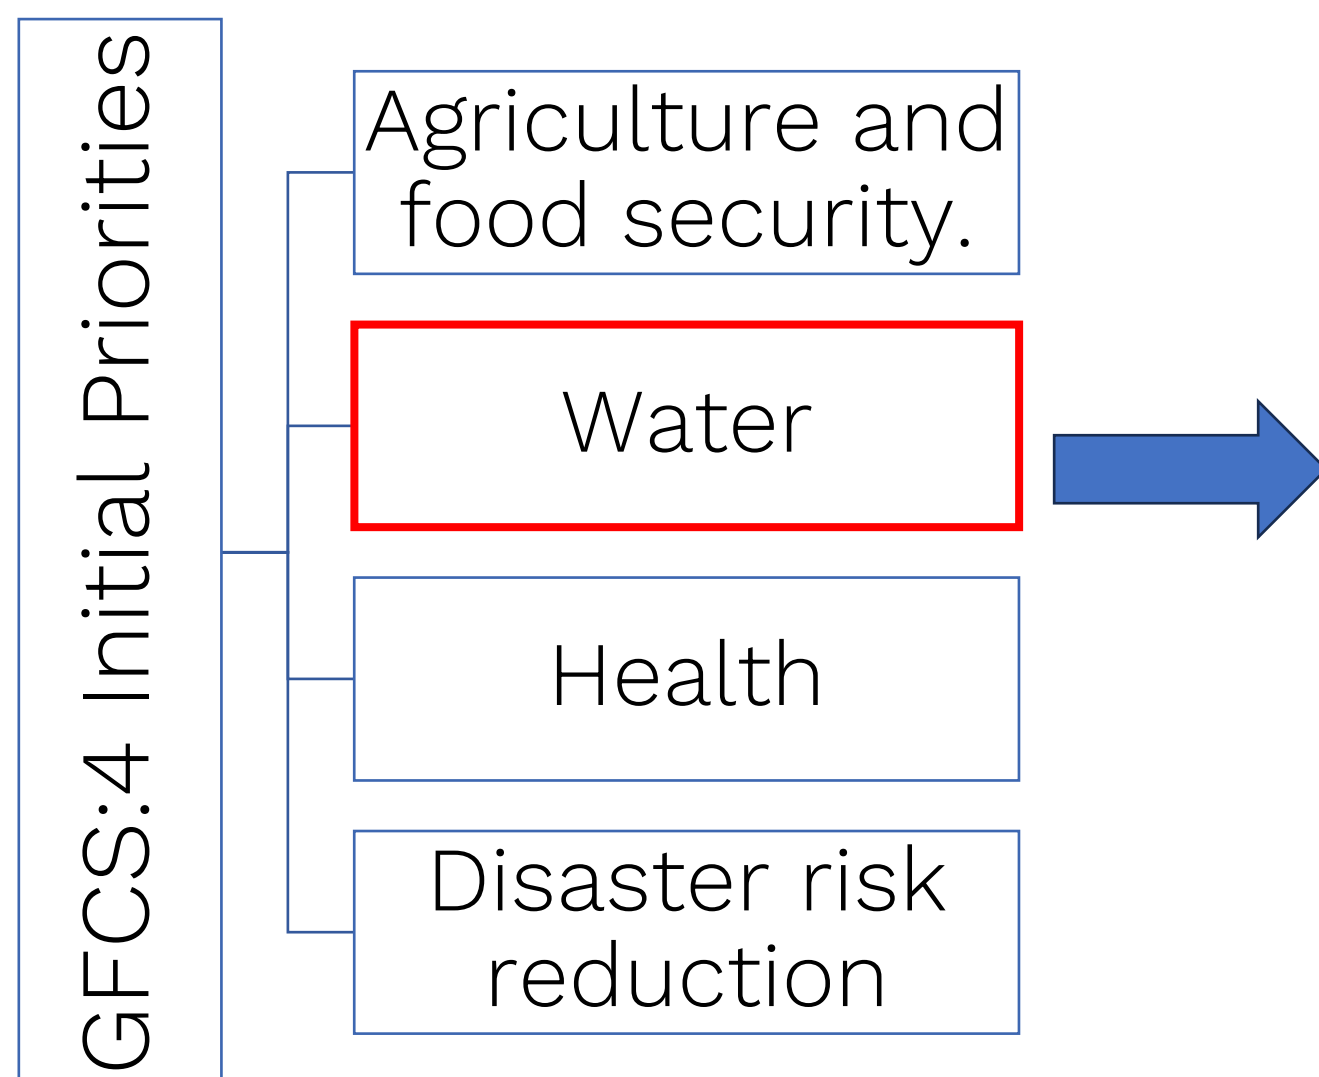 GFCS:4 Initial Priorities
Agriculture and
food security.
Water
Health
Disaster risk
reduction